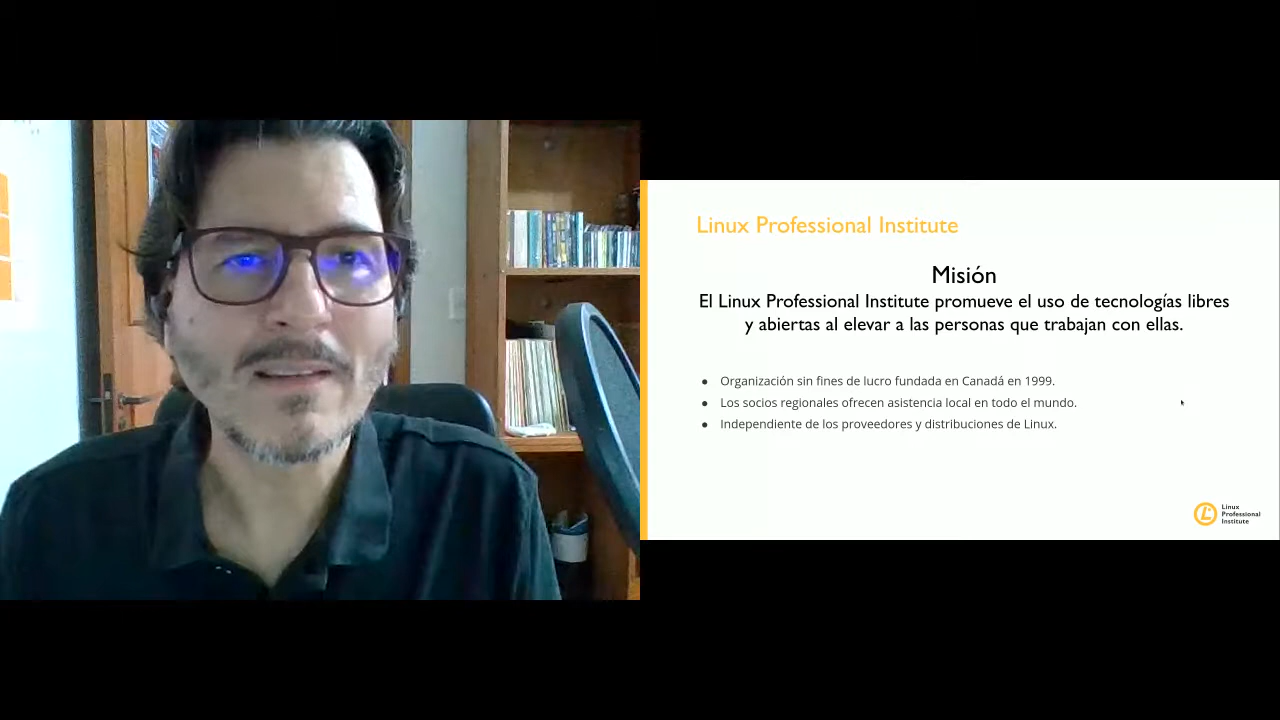 Linux Professional Institute
Misión
El Linux Professional Institute promueve el uso de tecnologías libres
y abiertas al elevar a las personas que trabajan con ellas.
● Organización sin fines de lucro fundada en Canadá en 1999.
● Los socios regionales ofrecen asistencia local en todo el mundo.
● Independiente de los proveedores y distribuciones de Linux.
Linux
Professional
Institute